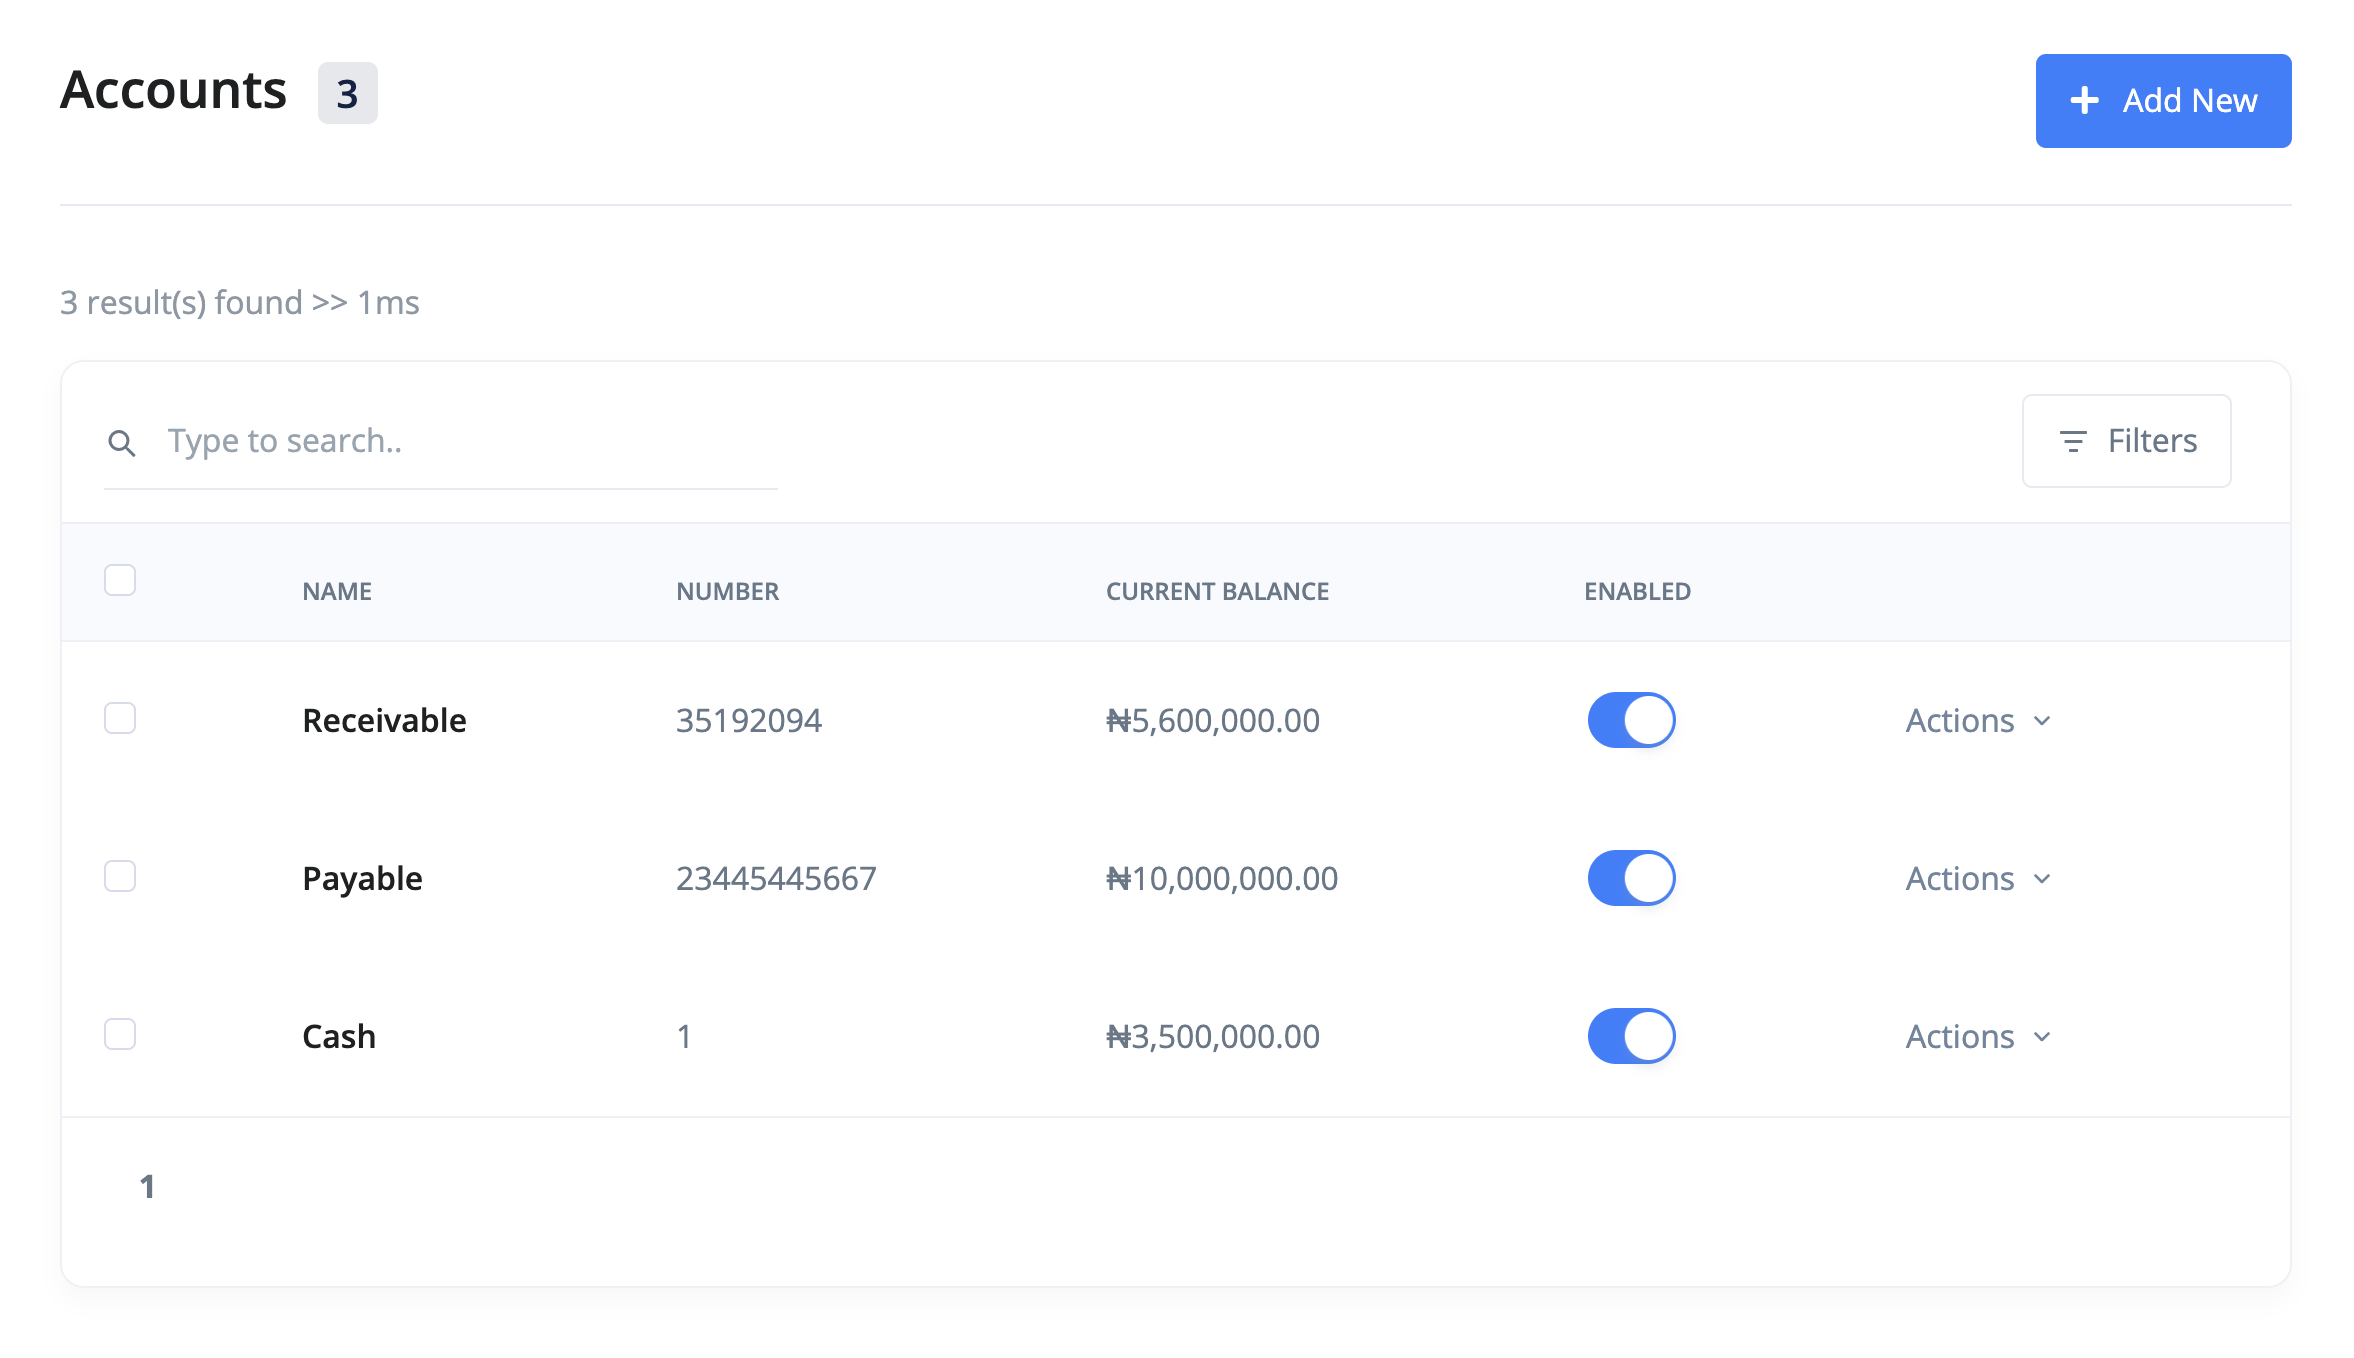 Accounts 3
Add New
3 result(s) found >> 1ms
Type to search..
Filters
NAME NUMBER CURRENT BALANCE ENABLED
Receivable 35192094 ₦5,600,000.00 Actions
Payable 23445445667 ₦10,000,000.00 Actions
Cash 1 ₦3,500,000.00 Actions
1